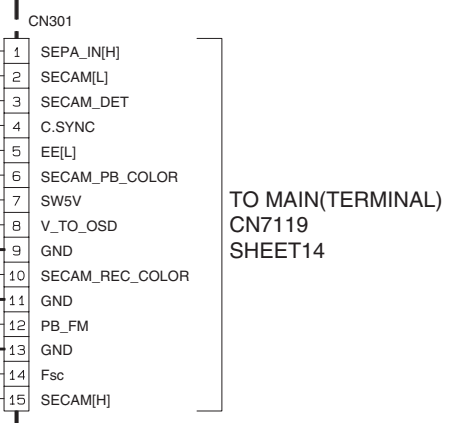 CN301
1 SEPA_IN[H]
2 SECAM[L]
3 SECAM_DET
4 C.SYNC
5 EE[L]
6 SECAM_PB_COLOR
7 SW5V
8 V_TO_OSD
9 GND
10 SECAM_REC_COLOR
11 GND
12 PB_FM
13 GND
14 Fsc
15 SECAM[H]
TO MAIN(TERMINAL)
CN7119
SHEET14